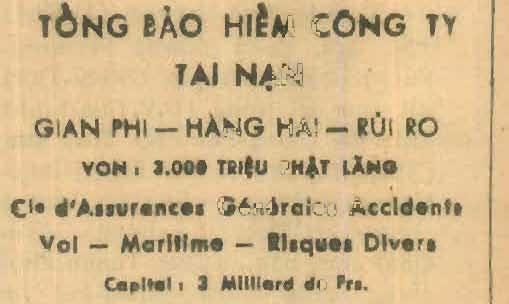 TỔNG BẢO HIỂM CÔNG TY
TAI NẠN
GIAN PHI — HÀNG HẢI — RỦI RO
VON : 3.000 TRIỆU PHẬT LĂNG
Cie d'Assurances Générales Accidents
Vol — Maritime — Risques Divers
Capital : 3 Milliard de Frs.